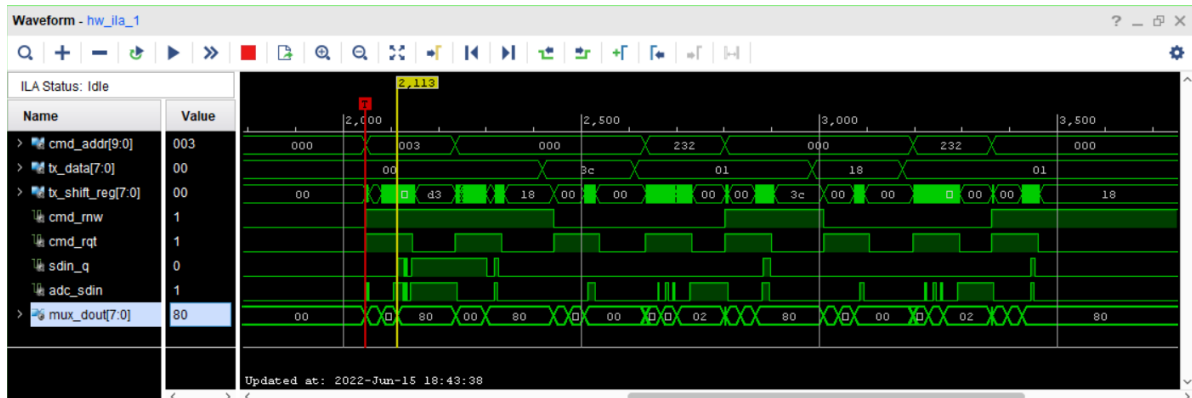 Waveform - hw_ila_1
ILA Status: Idle
Name Value
2,113
T
2,000 2,500 3,000 3,500
cmd_addr[9:0] 003 000 003 000 232 000 232 000
tx_data[7:0] 00 00 3c 01 18 01
tx_shift_reg[7:0] 00 00 d3 18 00 00 00 00 3c 00 00 00 00 18
cmd_rnw 1
cmd_rqt 1
sdin_q 0
adc_sdin 1
mux_dout[7:0] 80 00 80 00 80 00 02 80 00 02 80
Updated at: 2022-Jun-15 18:43:38